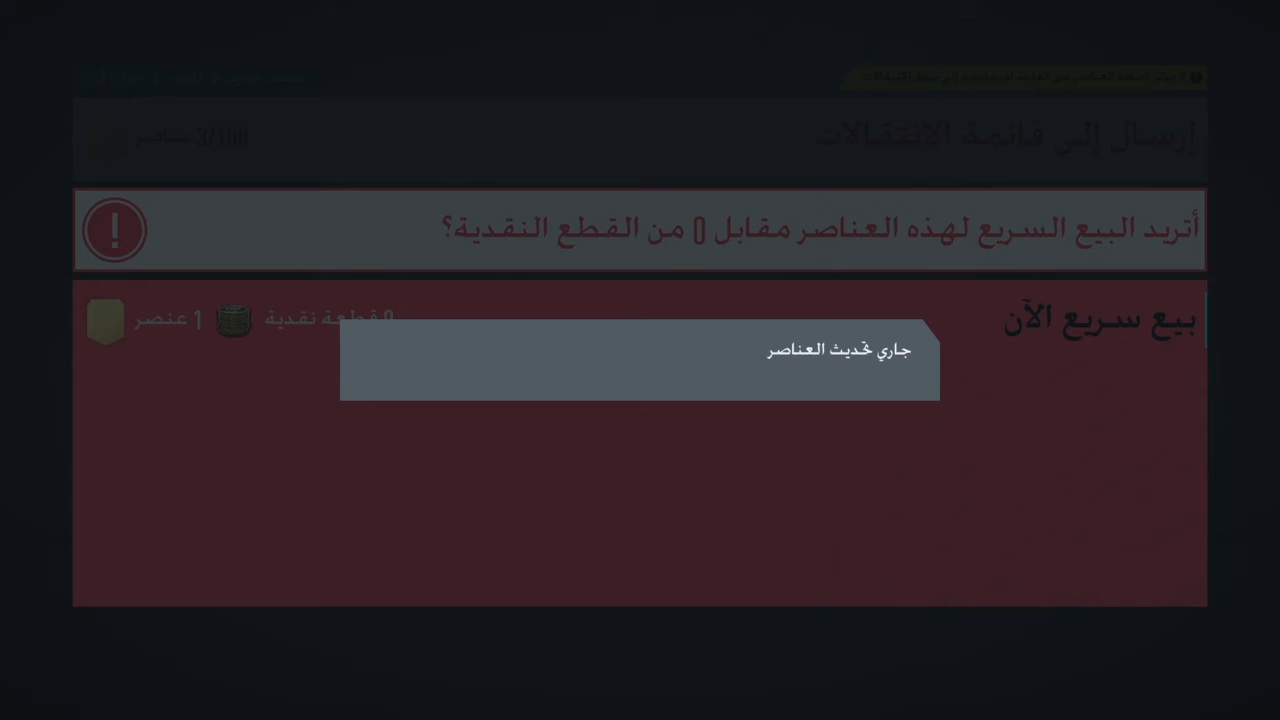 إرسال إلى قائمة الانتقالات
3/100 عناصر
أتريد البيع السريع لهذه العناصر مقابل 0 من القطع النقدية؟
بيع سريع الآن
0 قطعة نقدية
1 عنصر
جاري تحديث العناصر